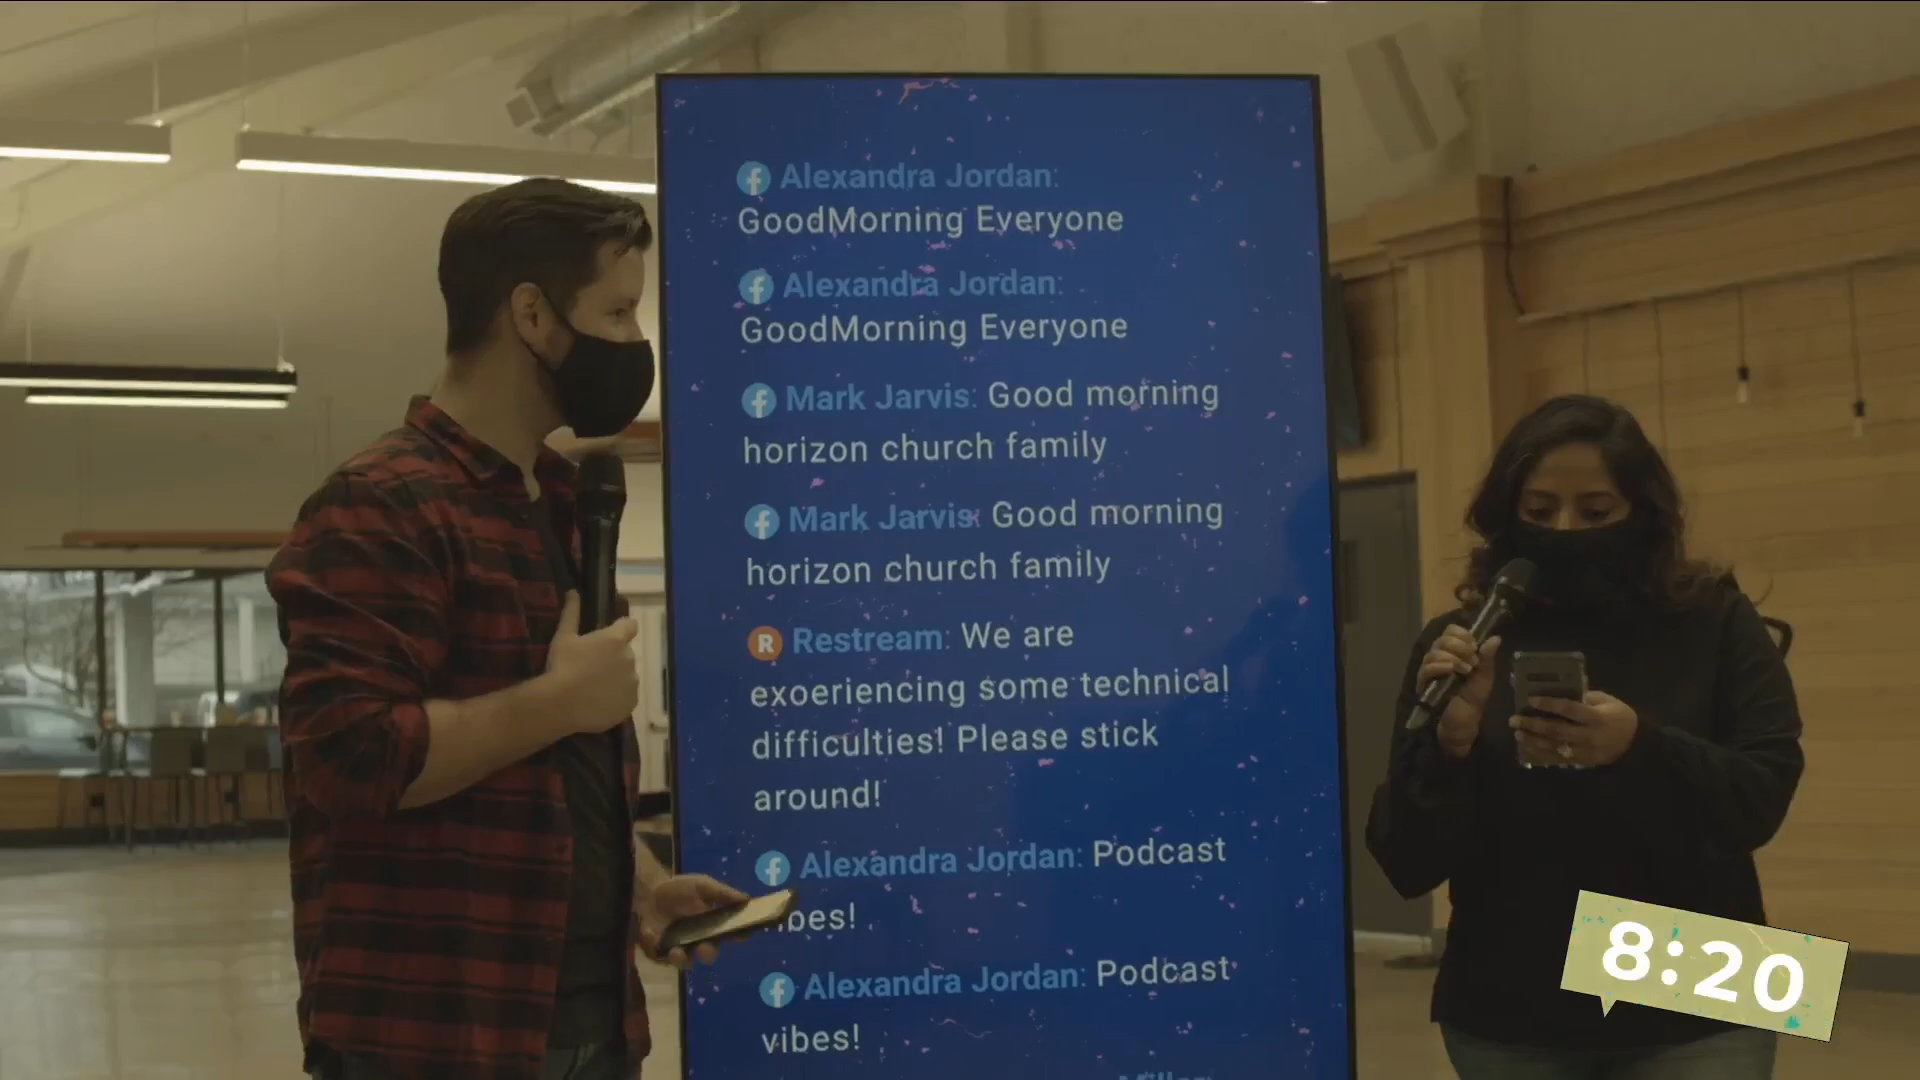 Alexandra Jordan:
GoodMorning Everyone
Alexandra Jordan:
GoodMorning Everyone
Mark Jarvis: Good morning
horizon church family
Mark Jarvis: Good morning
horizon church family
R Restream: We are
exoeriencing some technical
difficulties! Please stick
around!
Alexandra Jordan: Podcast
Alexandra Jordan: Podcast
vibes!
8:20